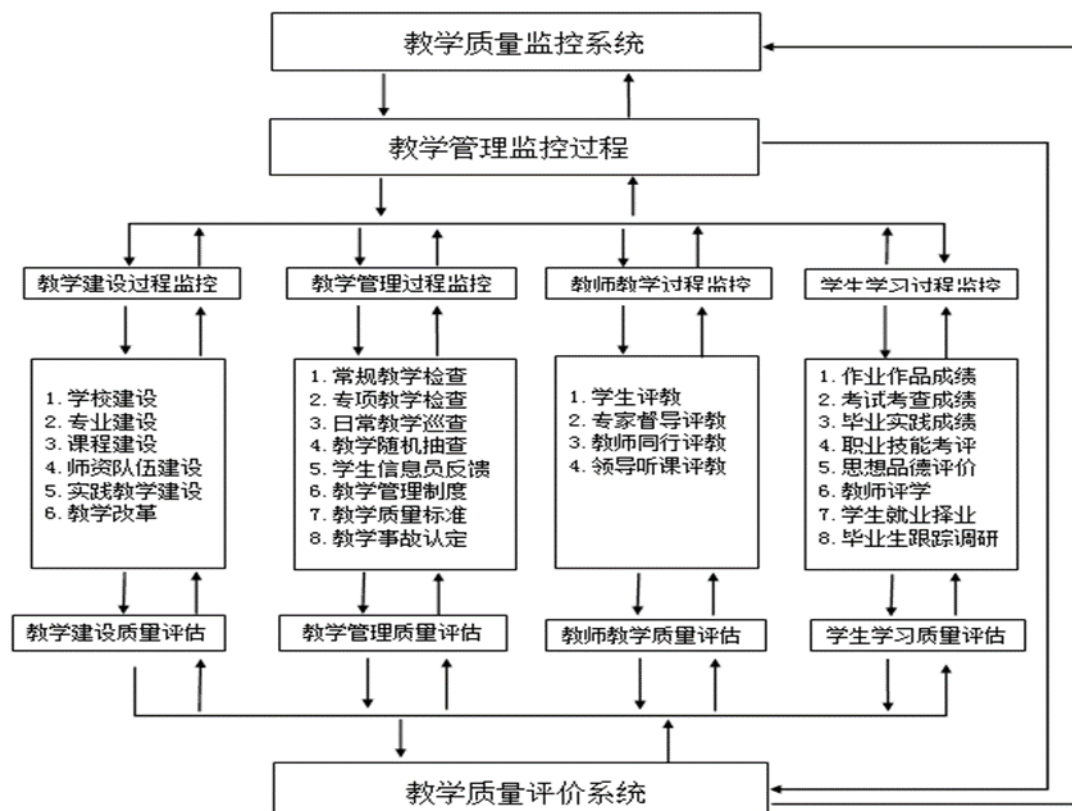 教学质量监控系统
教学管理监控过程
教学建设过程监控
教学管理过程监控
教师教学过程监控
学生学习过程监控
1. 学校建设
2. 专业建设
3. 课程建设
4. 师资队伍建设
5. 实践教学建设
6. 教学改革
1. 常规教学检查
2. 专项教学检查
3. 日常教学巡查
4. 教学随机抽查
5. 学生信息员反馈
6. 教学管理制度
7. 教学质量标准
8. 教学事故认定
1. 学生评教
2. 专家督导评教
3. 教师同行评教
4. 领导听课评教
1. 作业作品成绩
2. 考试考查成绩
3. 毕业实践成绩
4. 职业技能考评
5. 思想品德评价
6. 教师评学
7. 学生就业择业
8. 毕业生跟踪调研
教学建设质量评估
教学管理质量评估
教师教学质量评估
学生学习质量评估
教学质量评价系统